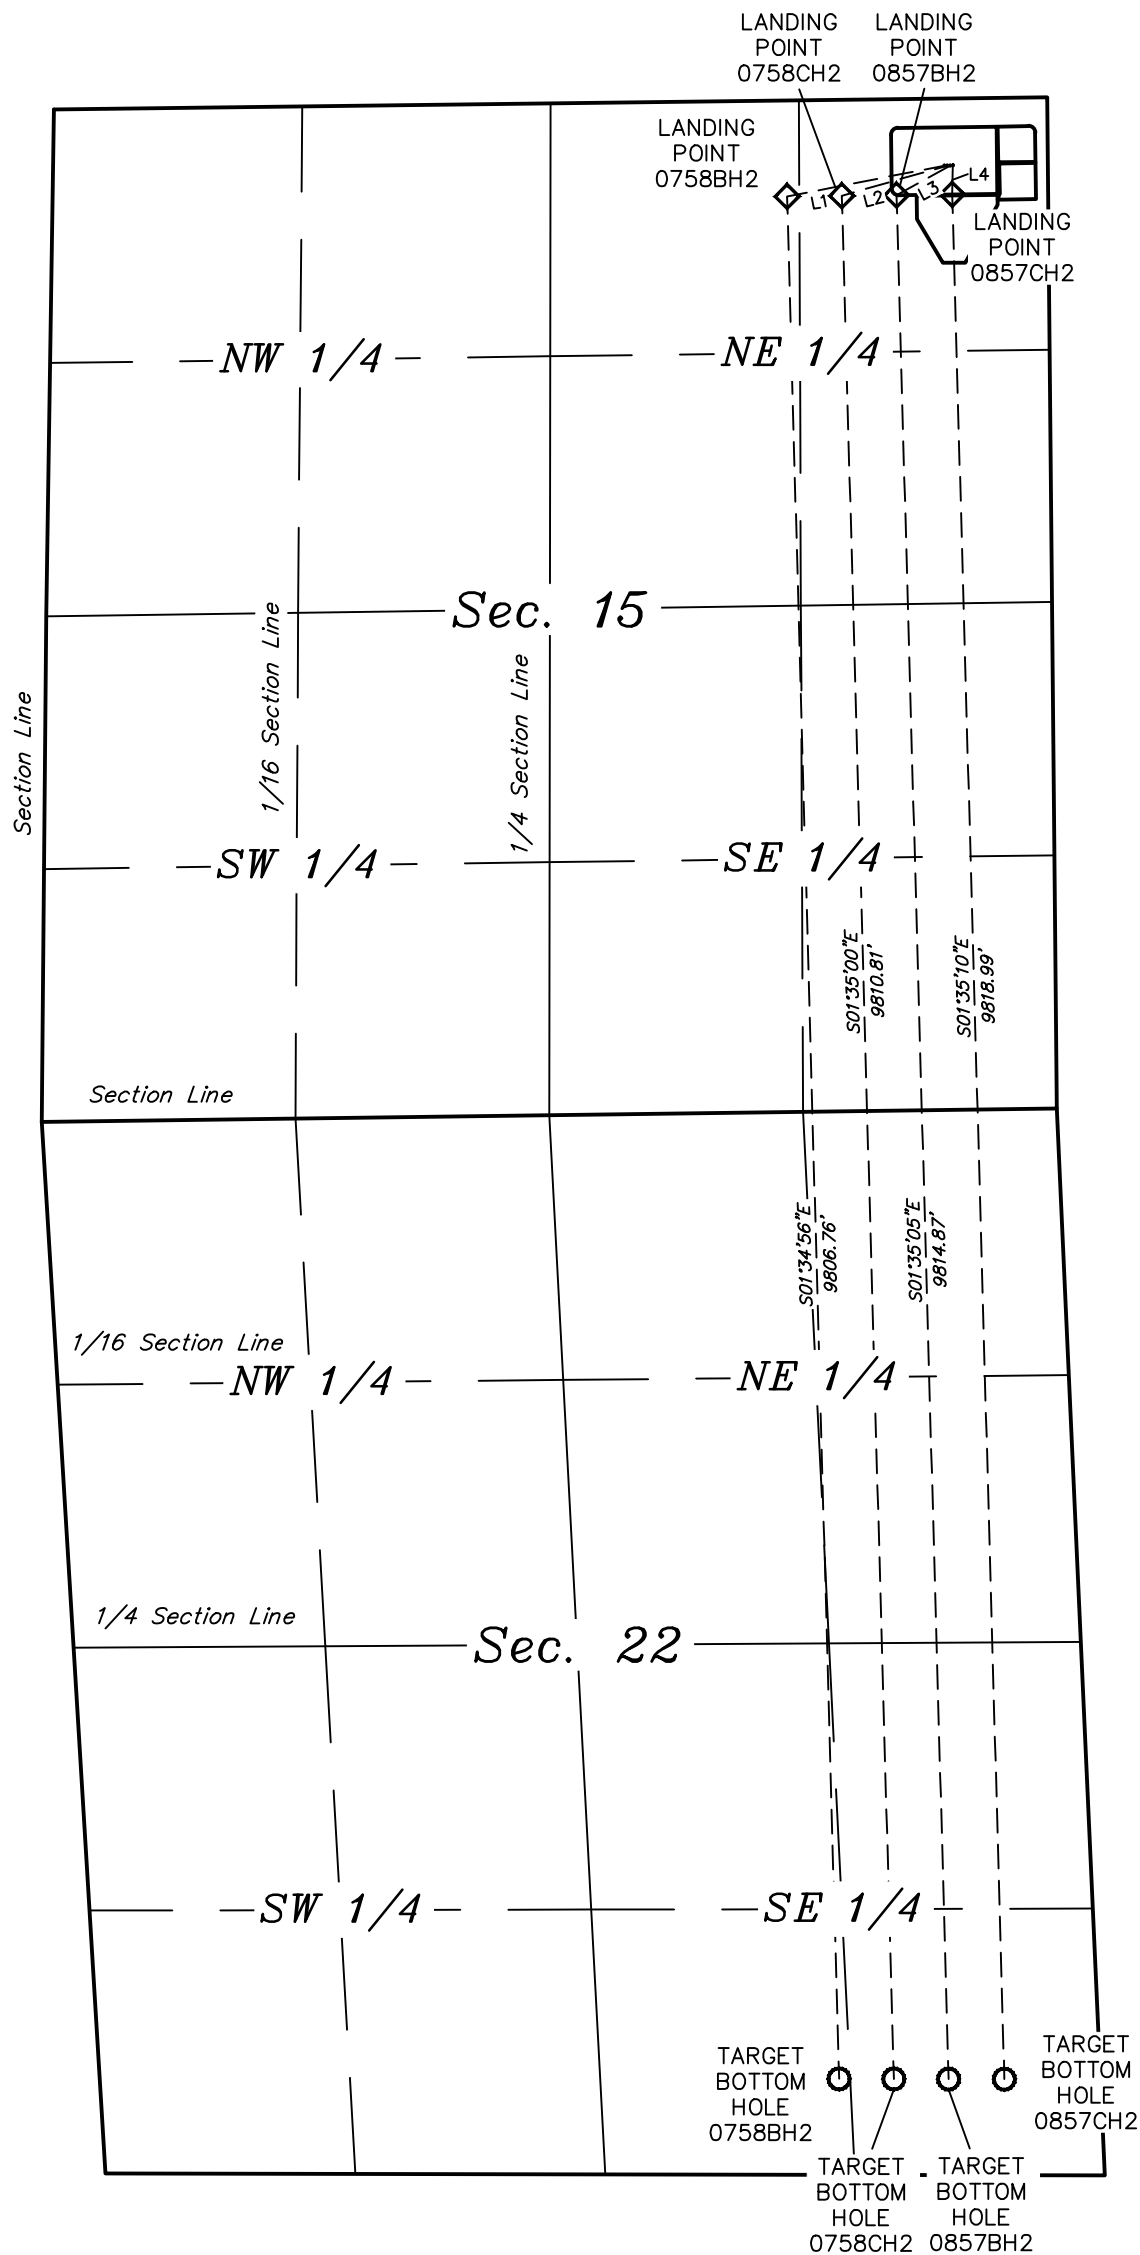 LANDING
POINT
0758CH2
LANDING
POINT
0857BH2
LANDING
POINT
0758BH2
L1
L2
L3
L4
LANDING
POINT
0857CH2
NW 1/4
NE 1/4
Sec. 15
Section Line
1/16 Section Line
1/4 Section Line
SW 1/4
SE 1/4
S01°35'00"E
9810.81'
S01°35'10"E
9818.99'
Section Line
S01°34'56"E
9806.76'
S01°35'05"E
9814.87'
1/16 Section Line
NW 1/4
NE 1/4
1/4 Section Line
Sec. 22
SW 1/4
SE 1/4
TARGET
BOTTOM
HOLE
0758BH2
TARGET
BOTTOM
HOLE
0857CH2
TARGET
BOTTOM
HOLE
0758CH2
TARGET
BOTTOM
HOLE
0857BH2